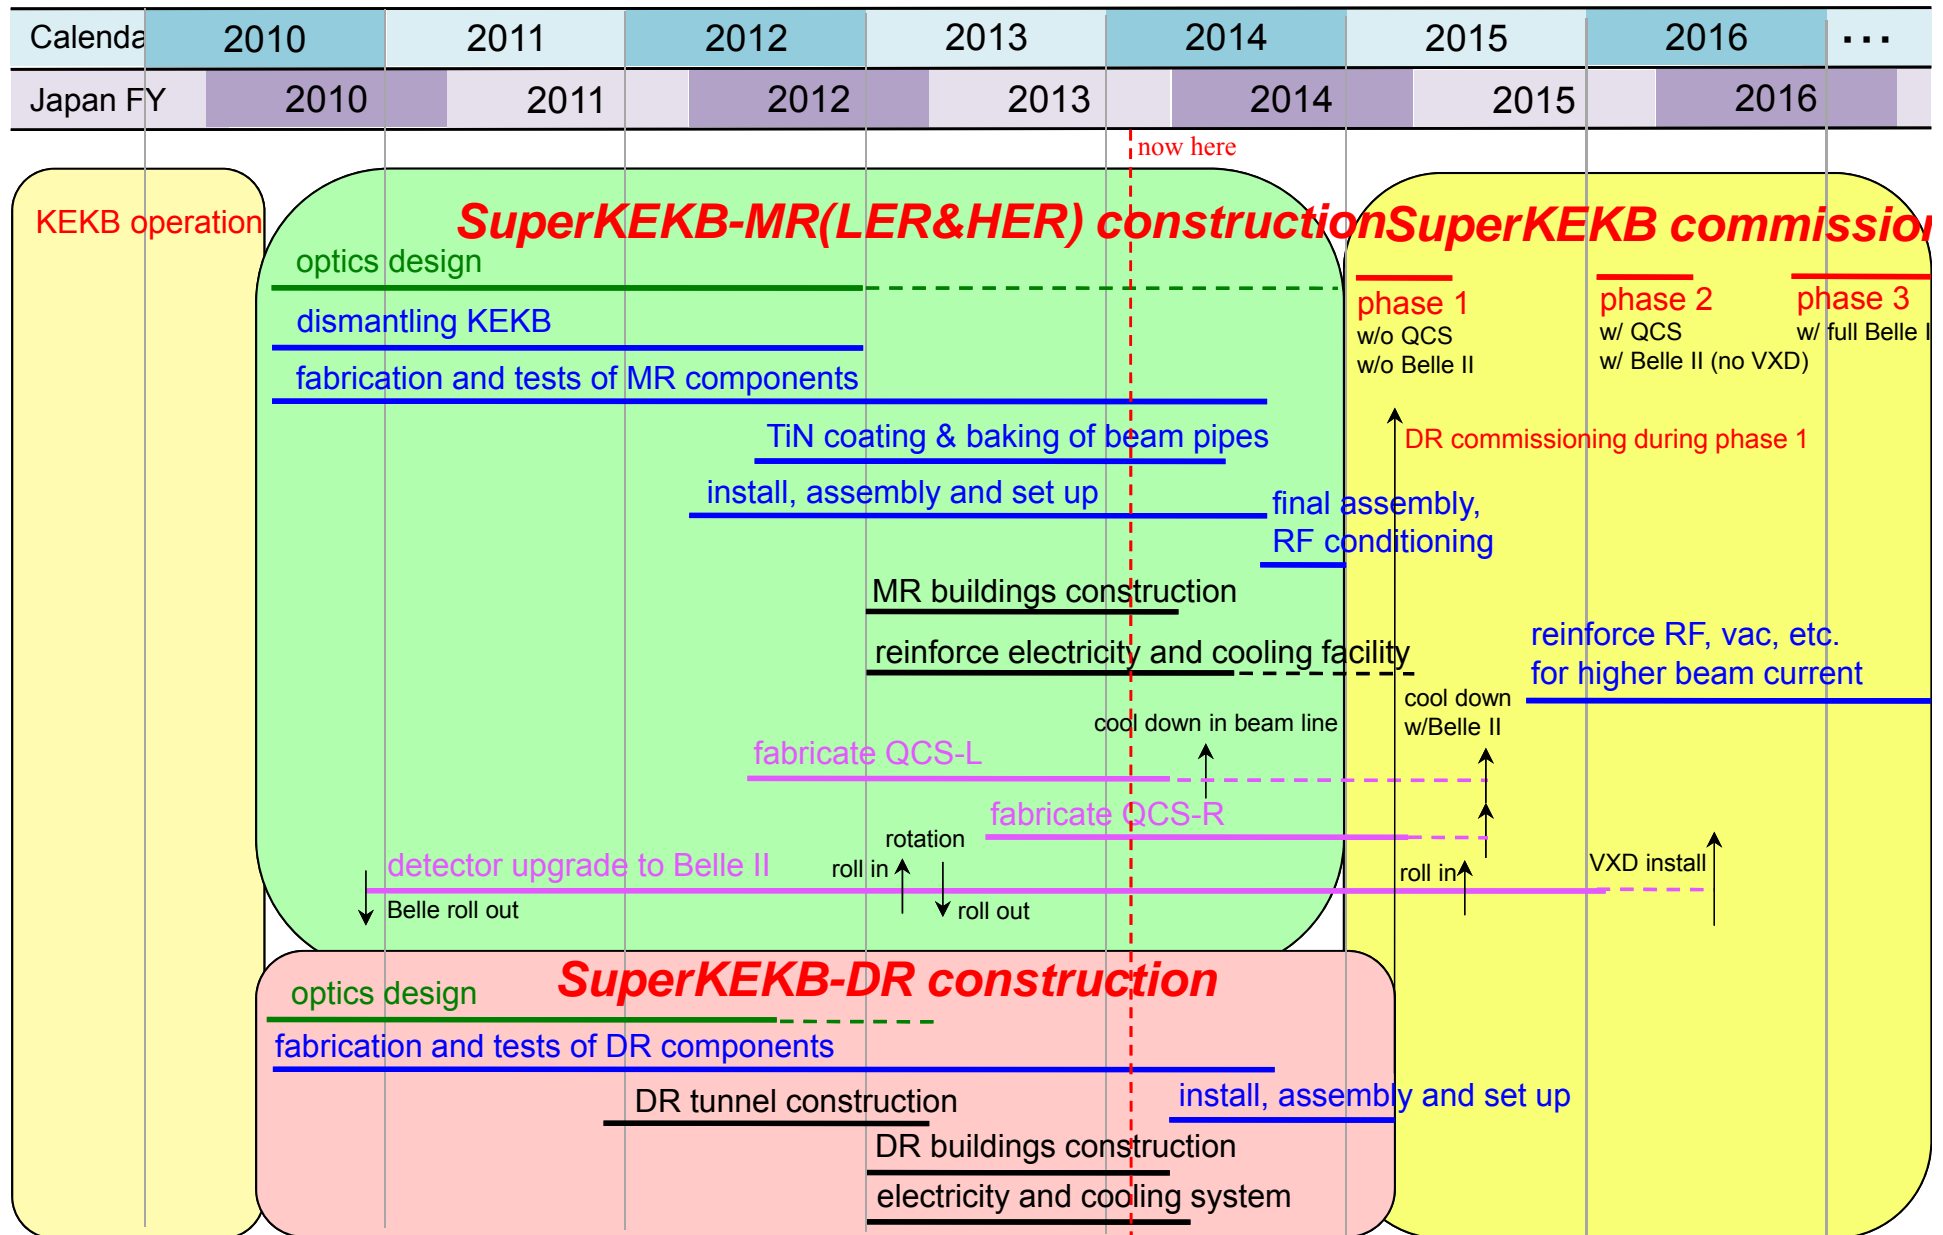 Calenda 2010 2011 2012 2013 2014 2015 2016 ...
Japan FY 2010 2011 2012 2013 2014 2015 2016
now here
KEKB operation
SuperKEKB-MR(LER&HER) construction
SuperKEKB commissio
optics design
dismantling KEKB
fabrication and tests of MR components
TiN coating & baking of beam pipes
install, assembly and set up
final assembly,
RF conditioning
MR buildings construction
reinforce electricity and cooling facility
cool down in beam line
fabricate QCS-L
fabricate QCS-R
rotation
detector upgrade to Belle II
roll in
Belle roll out
roll out
phase 1
w/o QCS
w/o Belle II
phase 2
w/ QCS
w/ Belle II (no VXD)
phase 3
w/ full Belle I
DR commissioning during phase 1
reinforce RF, vac, etc.
for higher beam current
cool down
w/Belle II
roll in
VXD install
SuperKEKB-DR construction
optics design
fabrication and tests of DR components
DR tunnel construction
install, assembly and set up
DR buildings construction
electricity and cooling system